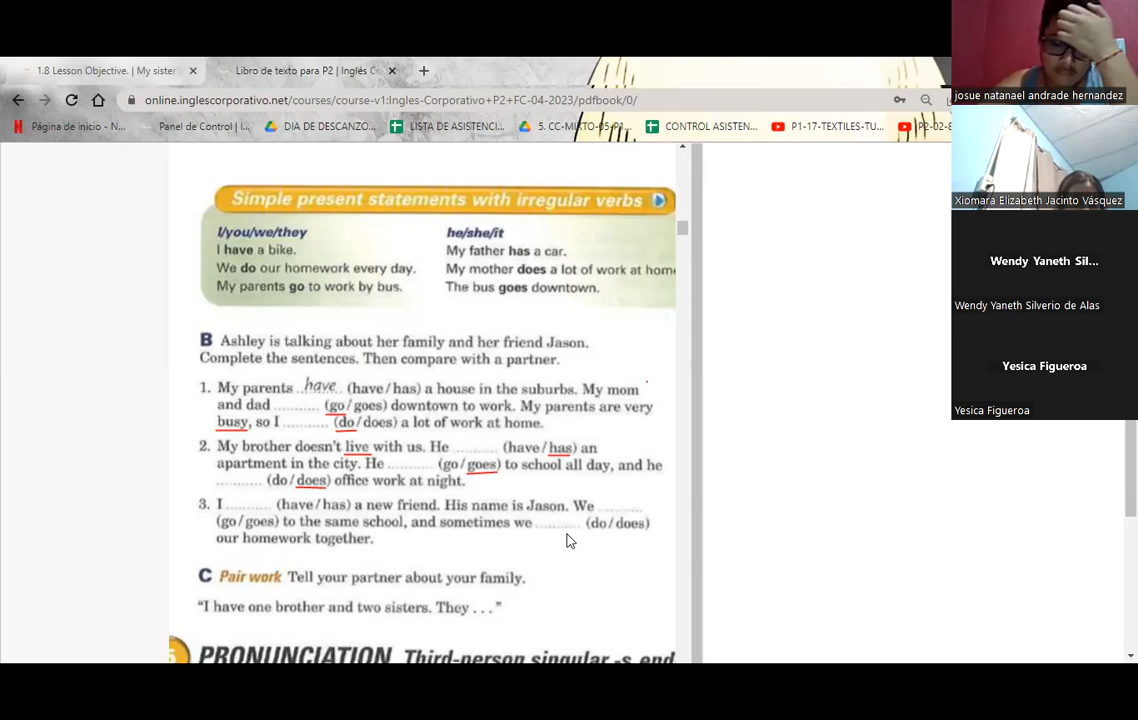 1.8 Lesson Objective. | My sister
Libro de texto para P2 | Inglés C
online.inglescorporativo.net/courses/course-v1:Ingles-Corporativo+P2+FC-04-2023/pdfbook/0/
Página de inicio - N...
Panel de Control | I...
DIA DE DESCANZO...
LISTA DE ASISTENCI...
5. CC-MIXTO-05-P1...
CONTROL ASISTEN...
P1-17-TEXTILES-TU...
josue natanael andrade hernandez
Xiomara Elizabeth Jacinto Vásquez
Wendy Yaneth Sil...
Wendy Yaneth Silverio de Alas
Yesica Figueroa
Yesica Figueroa
Simple present statements with irregular verbs
I/you/we/they he/she/it
I have a bike. My father has a car.
We do our homework every day. My mother does a lot of work at hom
My parents go to work by bus. The bus goes downtown.
B Ashley is talking about her family and her friend Jason.
Complete the sentences. Then compare with a partner.
1. My parents ..have.. (have/has) a house in the suburbs. My mom
and dad .......... (go/goes) downtown to work. My parents are very
busy, so I .......... (do/does) a lot of work at home.
2. My brother doesn't live with us. He .......... (have/has) an
apartment in the city. He .......... (go/goes) to school all day, and he
.......... (do/does) office work at night.
3. I .......... (have/has) a new friend. His name is Jason. We ..........
(go/goes) to the same school, and sometimes we .......... (do/does)
our homework together.
C Pair work Tell your partner about your family.
"I have one brother and two sisters. They . . ."
5 PRONUNCIATION Third-person singular -s end